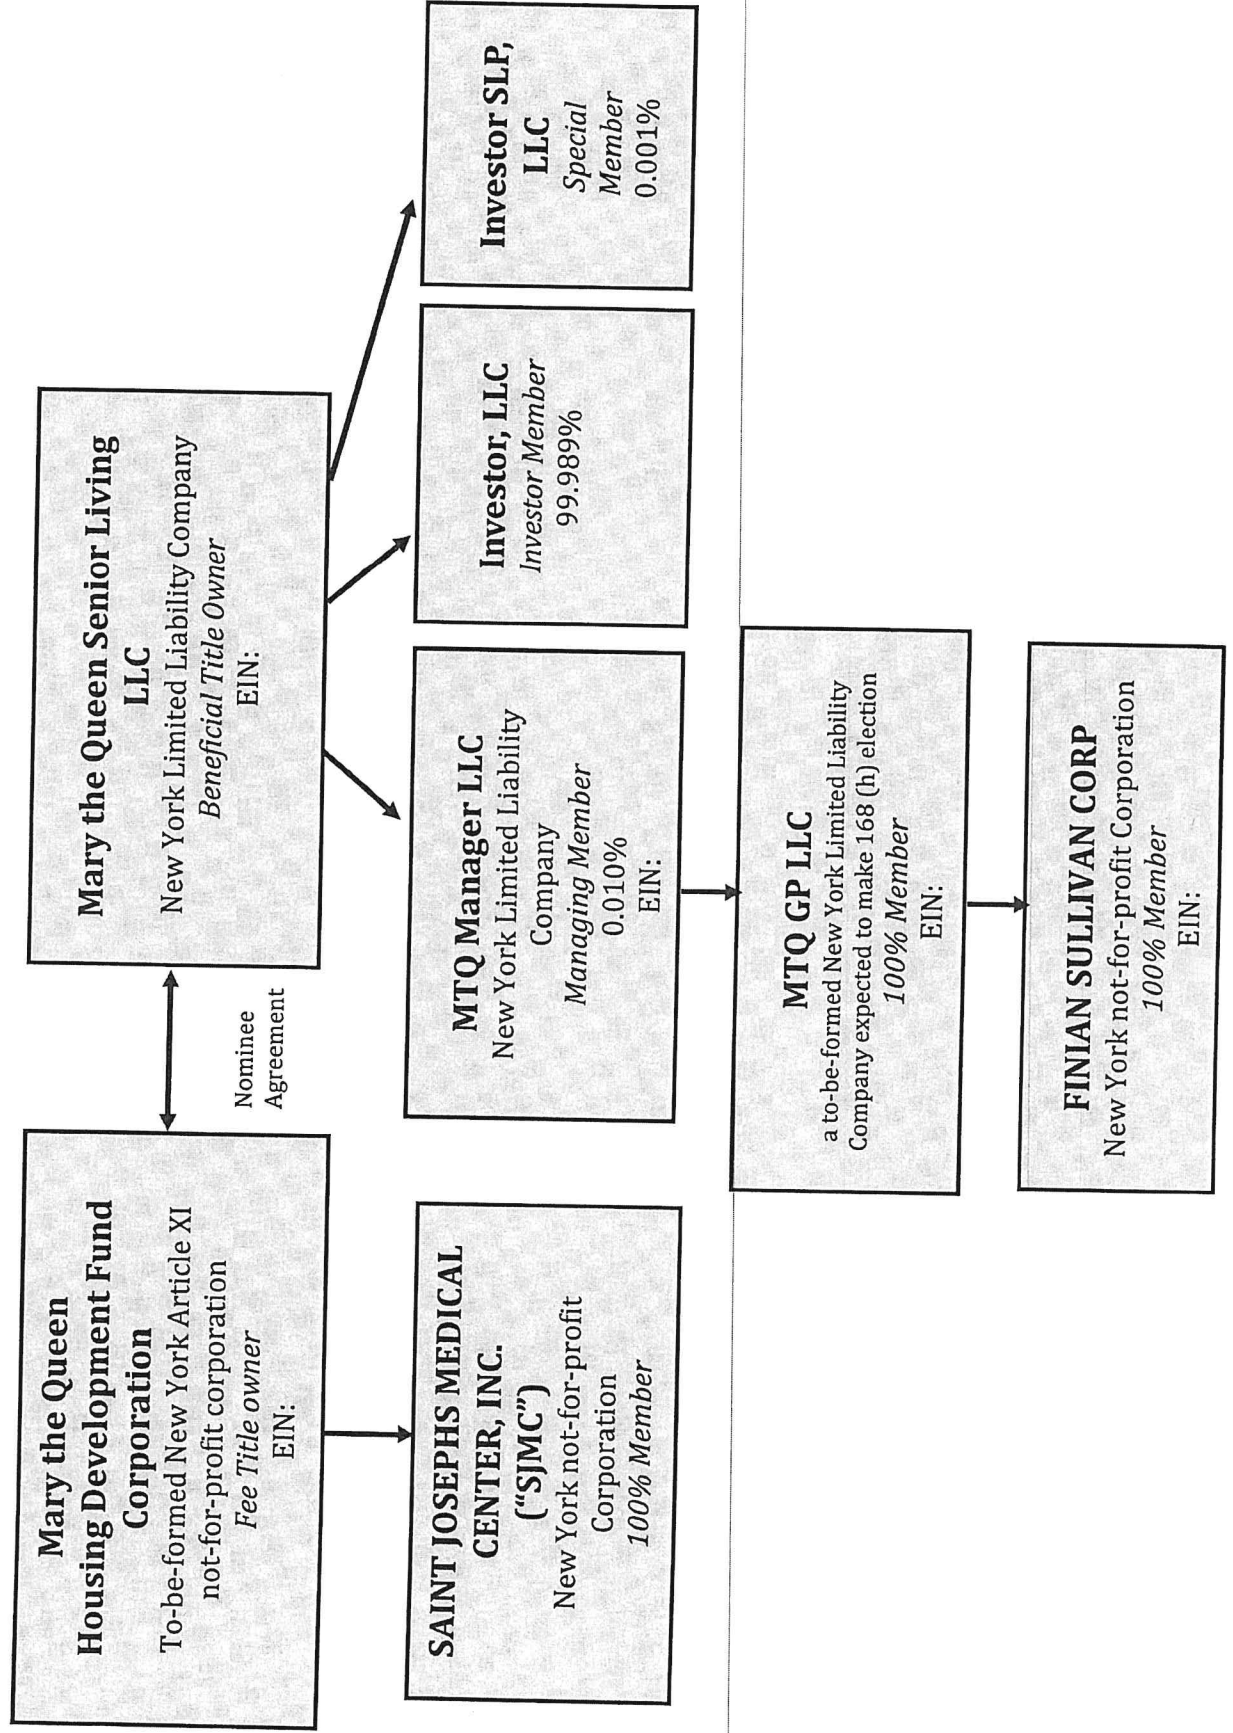 Mary the Queen
Housing Development Fund
Corporation
To-be-formed New York Article XI
not-for-profit corporation
Fee Title owner
EIN:
Nominee
Agreement
Mary the Queen Senior Living
LLC
New York Limited Liability Company
Beneficial Title Owner
EIN:
SAINT JOSEPHS MEDICAL
CENTER, INC.
("SJMC")
New York not-for-profit
Corporation
100% Member
MTQ Manager LLC
New York Limited Liability
Company
Managing Member
0.010%
EIN:
Investor, LLC
Investor Member
99.989%
Investor SLP,
LLC
Special
Member
0.001%
MTQ GP LLC
a to-be-formed New York Limited Liability
Company expected to make 168 (h) election
100% Member
EIN:
FINIAN SULLIVAN CORP
New York not-for-profit Corporation
100% Member
EIN: